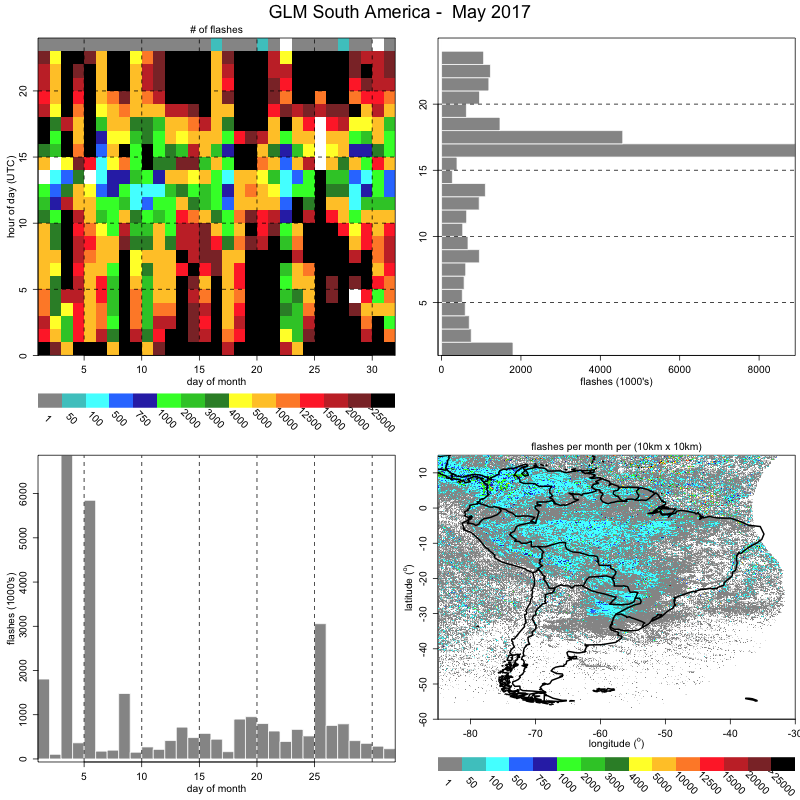 GLM South America - May 2017
# of flashes
hour of day (UTC)
0 5 10 15 20
5 10 15 20 25 30
day of month
1 50 100 500 750 1000 2000 3000 4000 5000 10000 12500 15000 20000 >25000
5 10 15 20
0 2000 4000 6000 8000
flashes (1000's)
flashes (1000's)
0 1000 2000 3000 4000 5000 6000
5 10 15 20 25
day of month
flashes per month per (10km x 10km)
latitude (°)
10 0 -10 -20 -30 -40 -50 -60
-80 -70 -60 -50 -40 -30
longitude (°)
1 50 100 500 750 1000 2000 3000 4000 5000 10000 12500 15000 20000 >25000